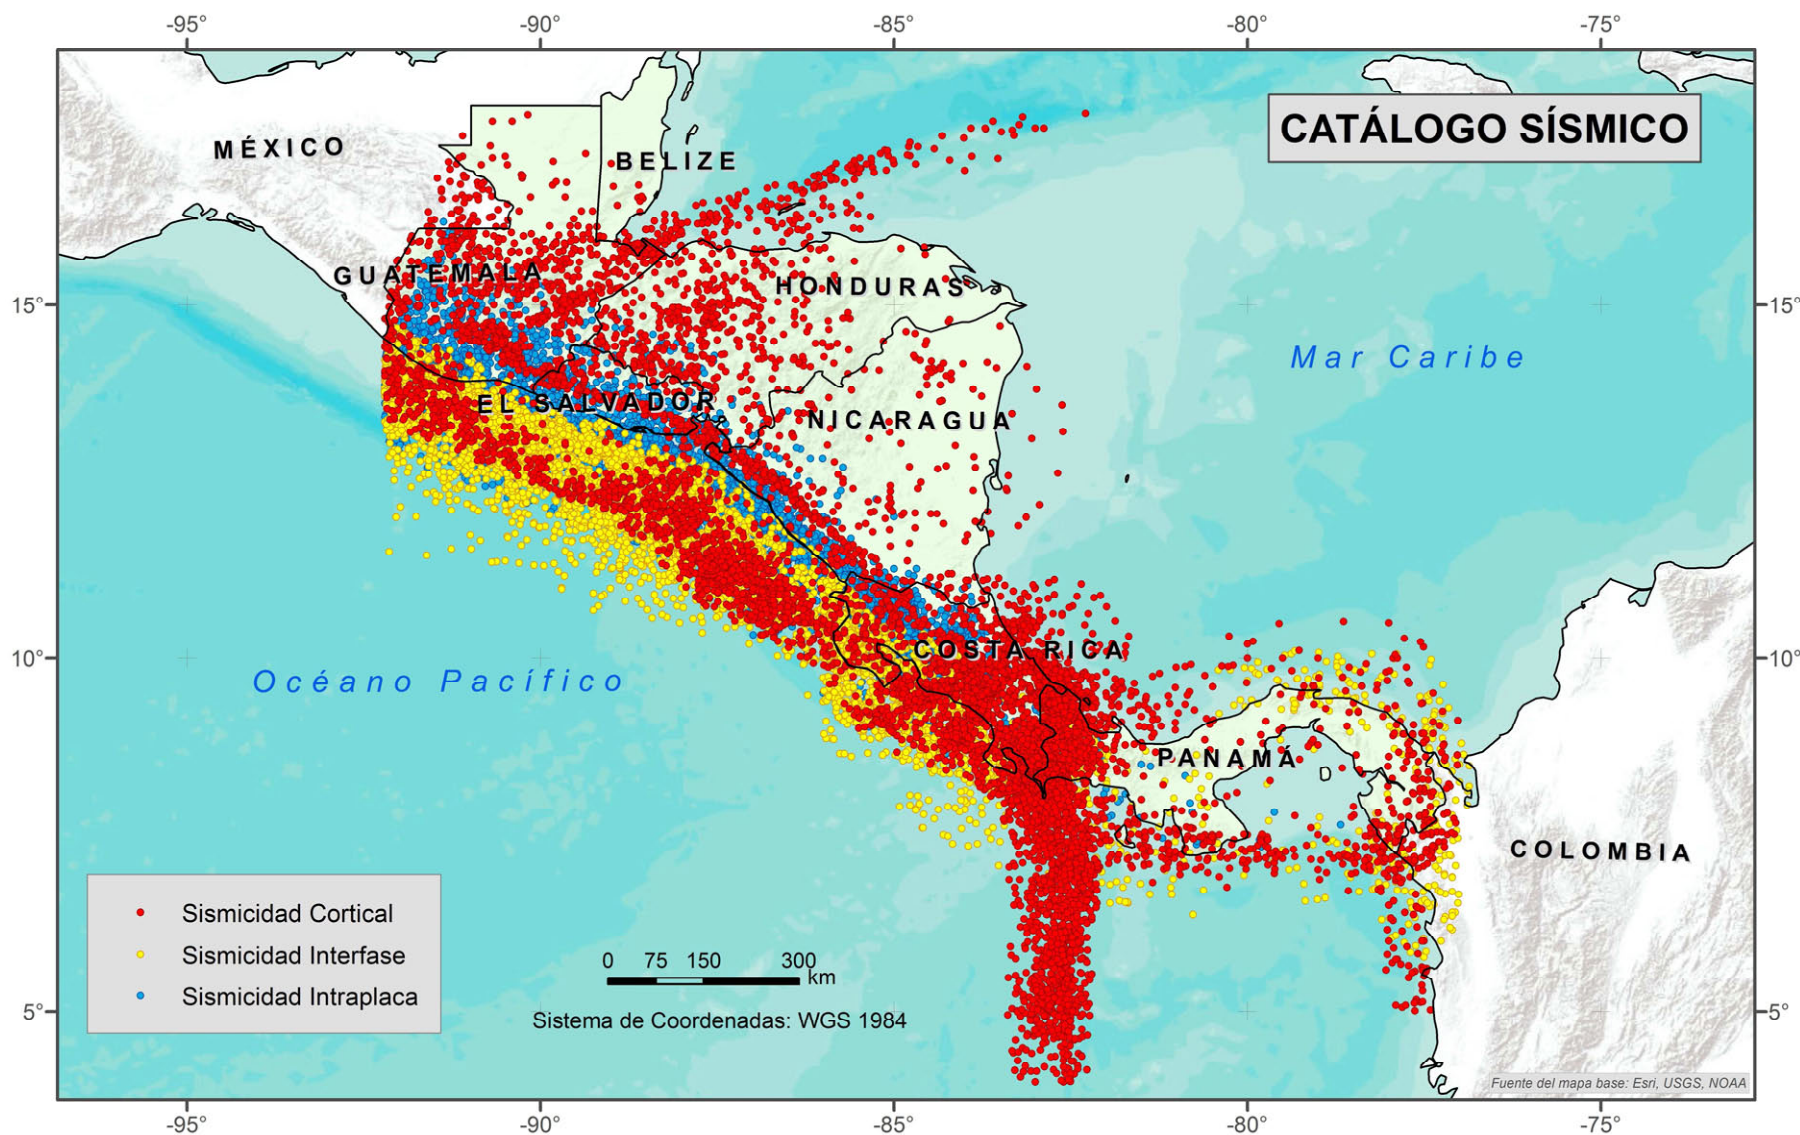 -95° -90° -85° -80° -75°
CATÁLOGO SÍSMICO
MÉXICO
BELIZE
GUATEMALA
HONDURAS
15° 15°
Mar Caribe
EL SALVADOR
NICARAGUA
COSTA RICA
10° 10°
Océano Pacífico
PANAMÁ
COLOMBIA
Sismicidad Cortical
Sismicidad Interfase
Sismicidad Intraplaca
0 75 150 300
km
Sistema de Coordenadas: WGS 1984
5° 5°
Fuente del mapa base: Esri, USGS, NOAA
-95° -90° -85° -80° -75°